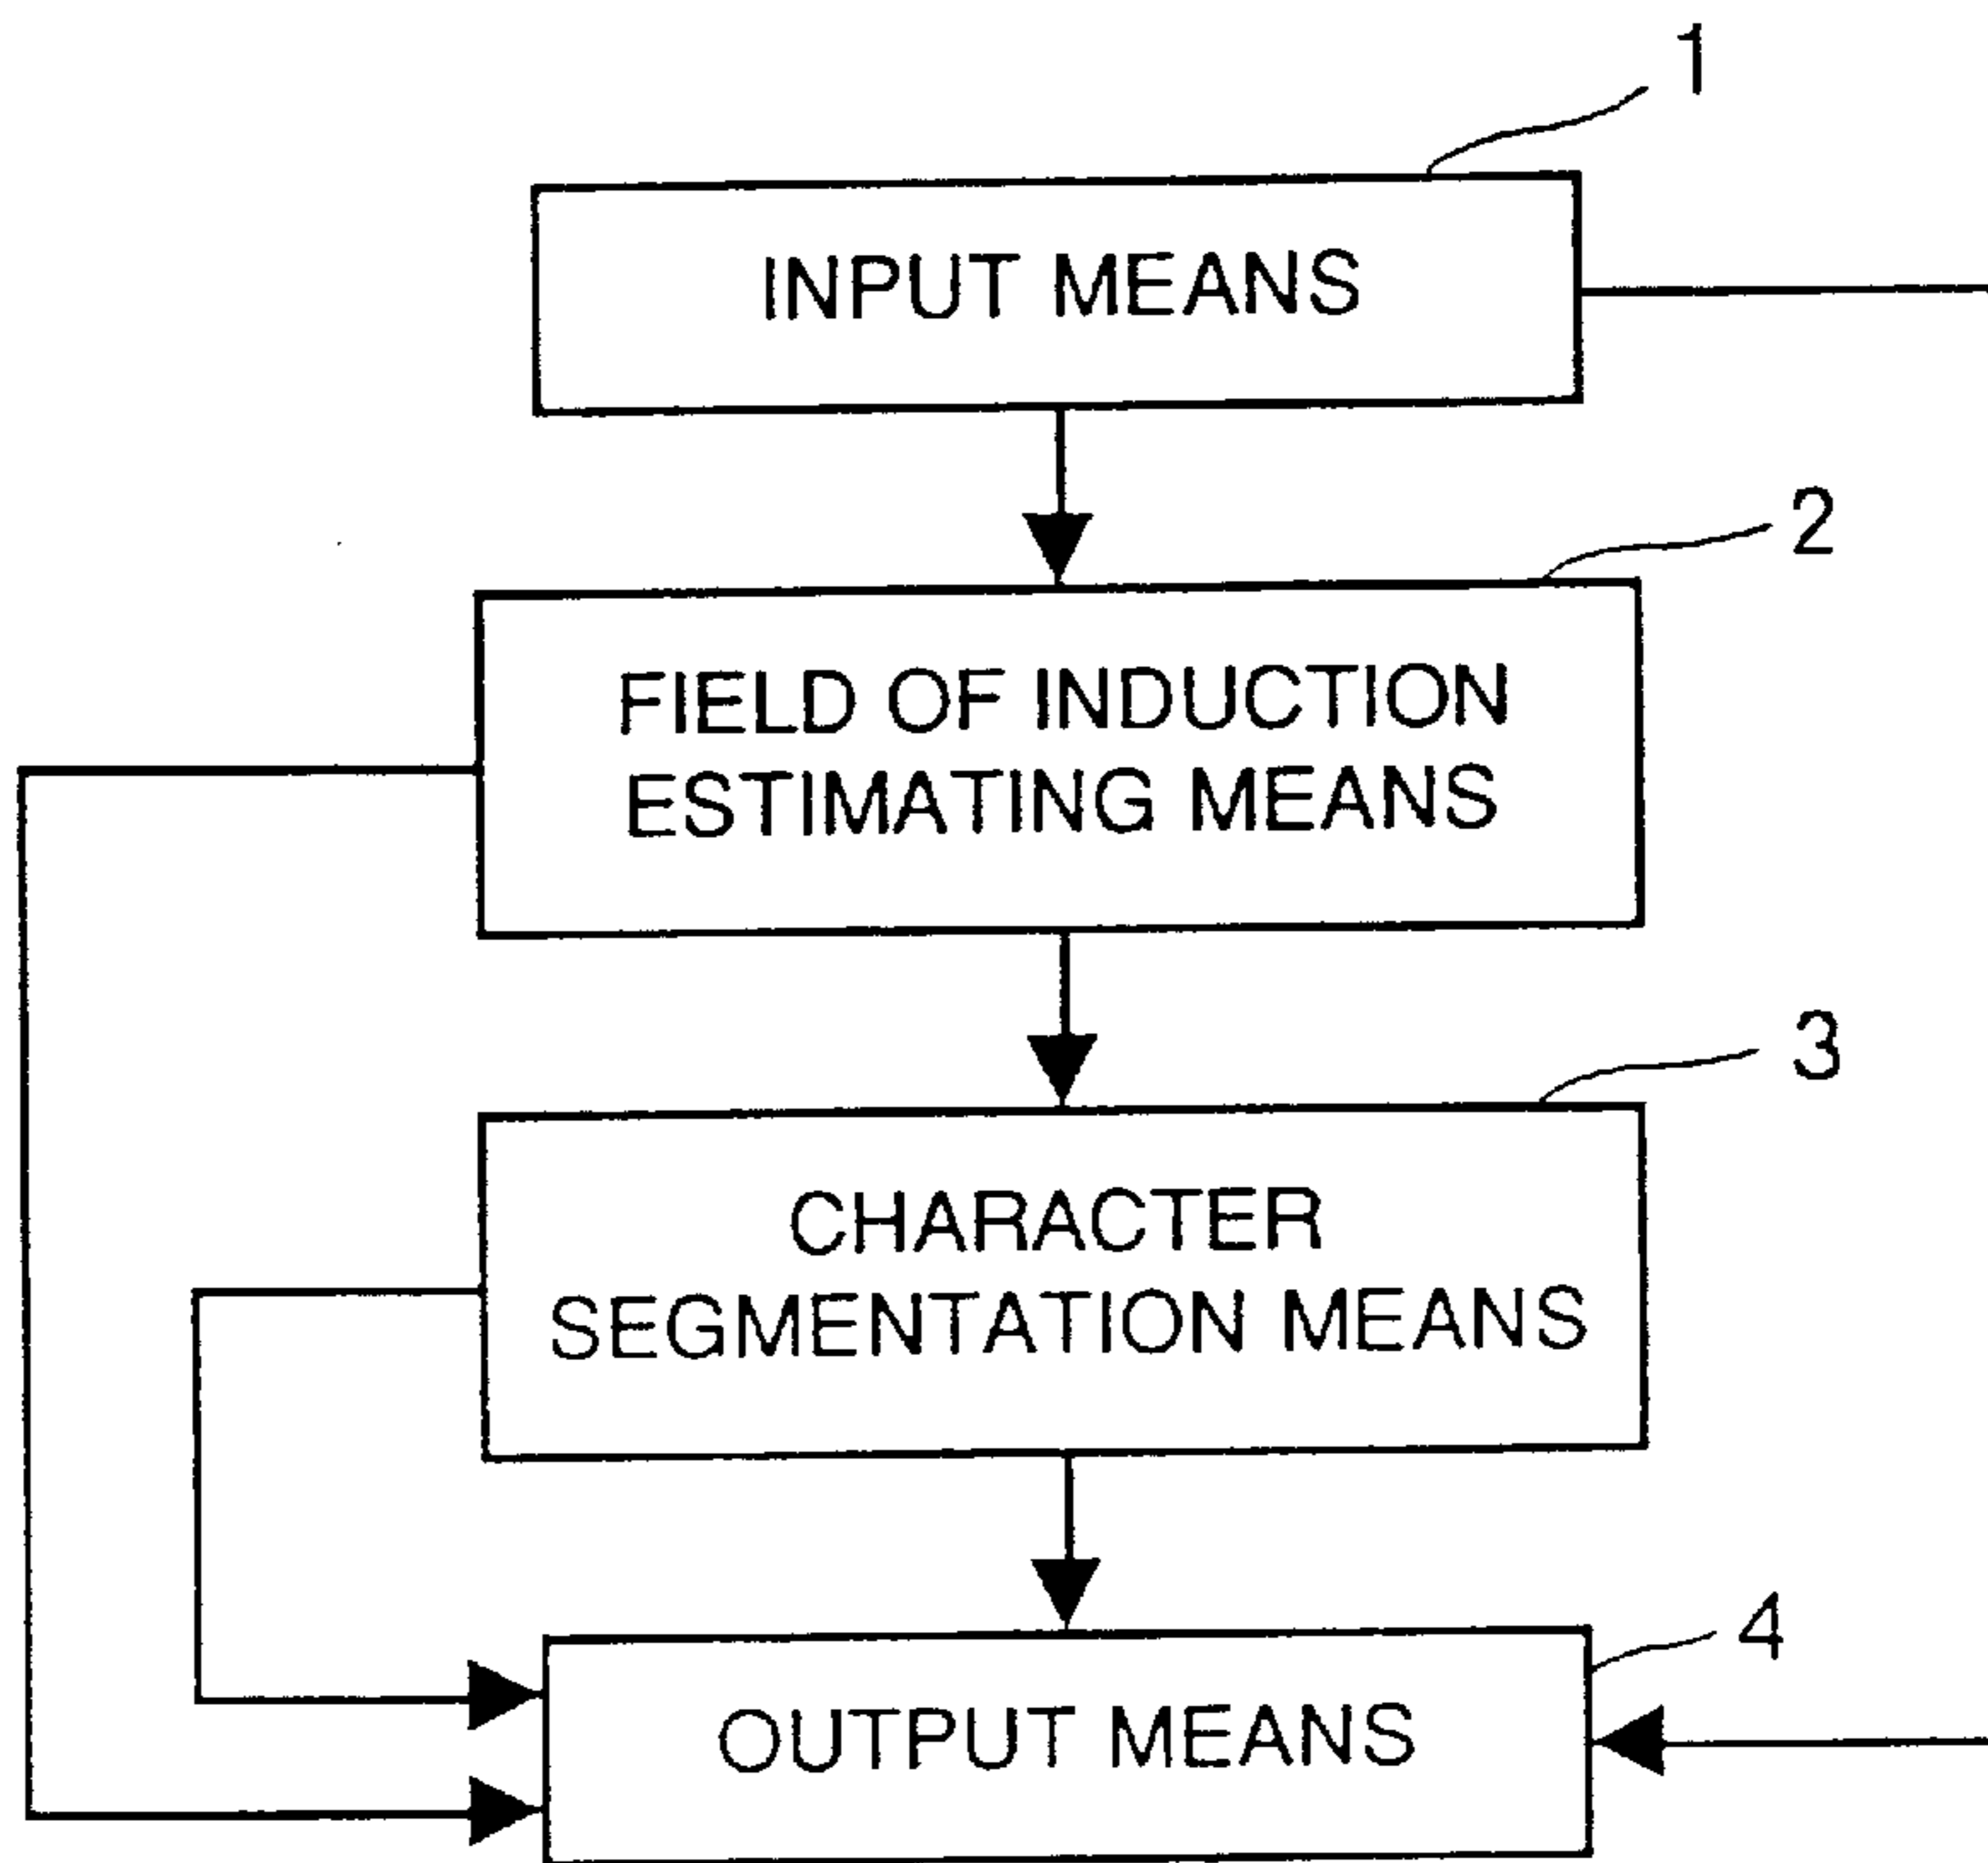 1
INPUT MEANS
2
FIELD OF INDUCTION
ESTIMATING MEANS
3
CHARACTER
SEGMENTATION MEANS
4
OUTPUT MEANS